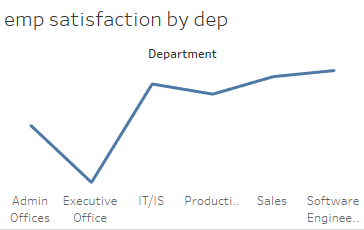 emp satisfaction by dep
Department
Admin Executive IT/IS Producti.. Sales Software
Offices Office Enginee..